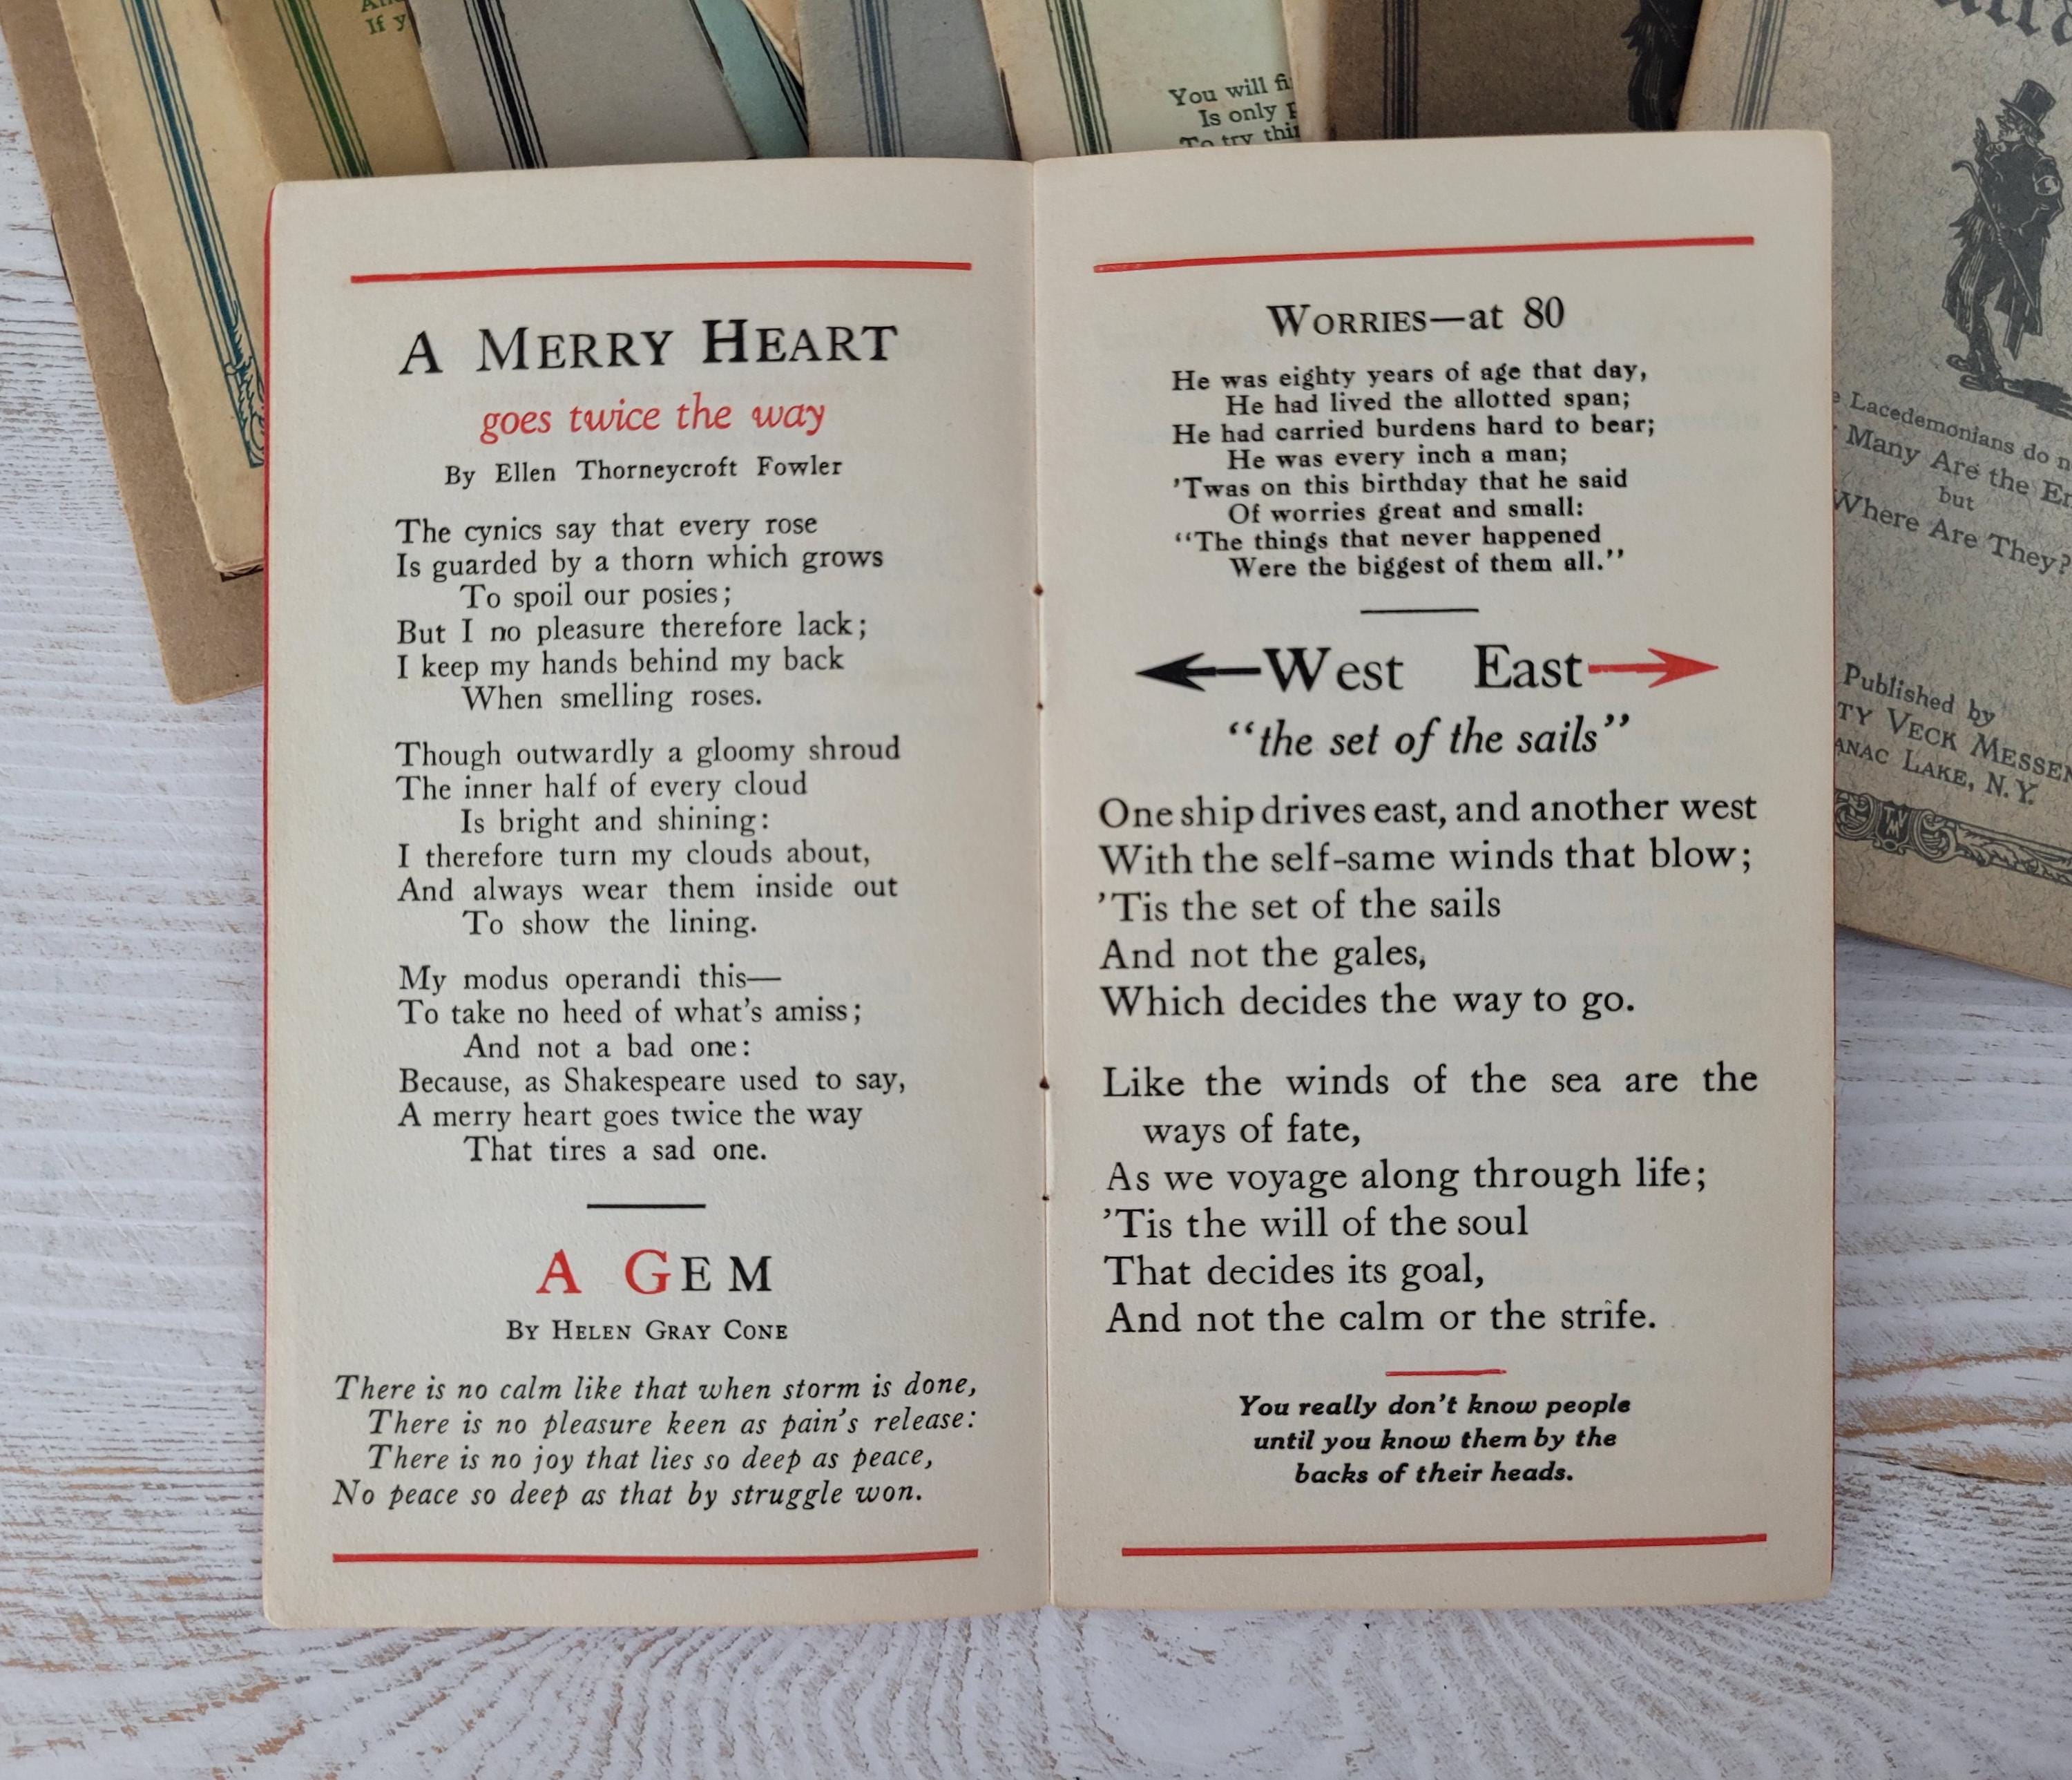 If y
You will
Is only
To try
A MERRY HEART
goes twice the way
By Ellen Thorneycroft Fowler
The cynics say that every rose
Is guarded by a thorn which grows
To spoil our posies;
But I no pleasure therefore lack;
I keep my hands behind my back
When smelling roses.
Though outwardly a gloomy shroud
The inner half of every cloud
Is bright and shining:
I therefore turn my clouds about,
And always wear them inside out
To show the lining.
My modus operandi this—
To take no heed of what's amiss;
And not a bad one:
Because, as Shakespeare used to say,
A merry heart goes twice the way
That tires a sad one.
A GEM
BY HELEN GRAY CONE
There is no calm like that when storm is done,
There is no pleasure keen as pain's release:
There is no joy that lies so deep as peace,
No peace so deep as that by struggle won.
WORRIES—at 80
He was eighty years of age that day,
He had lived the allotted span;
He had carried burdens hard to bear;
He was every inch a man;
'Twas on this birthday that he said
Of worries great and small:
"The things that never happened
Were the biggest of them all."
West East
"the set of the sails"
One ship drives east, and another west
With the self-same winds that blow;
'Tis the set of the sails
And not the gales,
Which decides the way to go.
Like the winds of the sea are the
ways of fate,
As we voyage along through life;
'Tis the will of the soul
That decides its goal,
And not the calm or the strife.
You really don't know people
until you know them by the
backs of their heads.
Lacedemonians do
Many Are the
but
Where Are They?
Published by
TY VECK MESSEN
ANAC LAKE, N.Y.